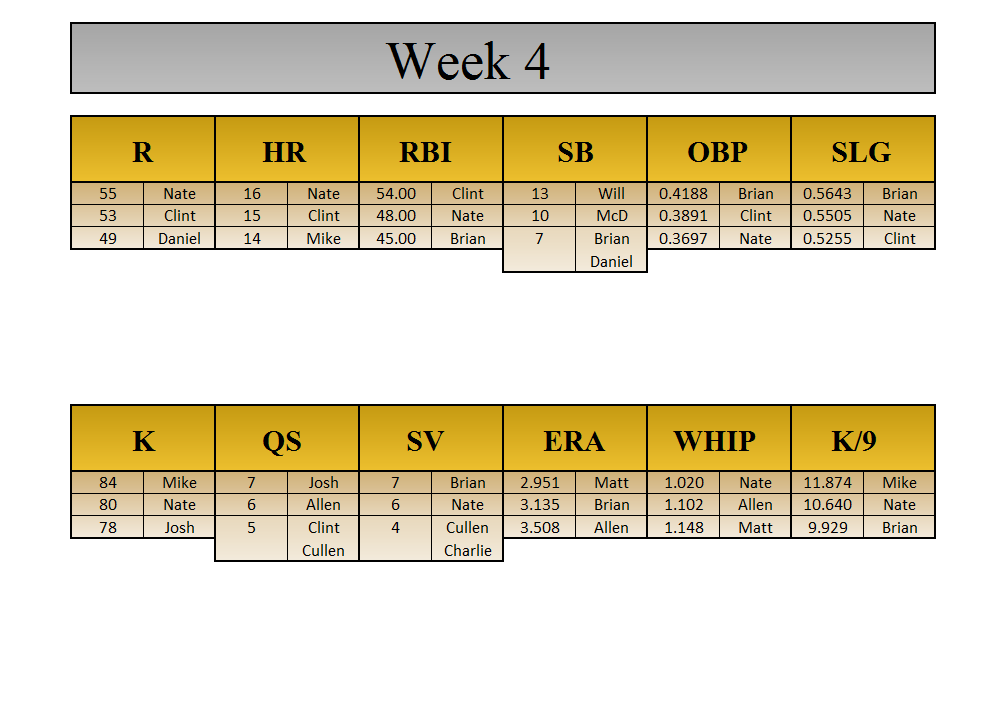 Week 4
R HR RBI SB OBP SLG
55 Nate 16 Nate 54.00 Clint 13 Will 0.4188 Brian 0.5643 Brian
53 Clint 15 Clint 48.00 Nate 10 McD 0.3891 Clint 0.5505 Nate
49 Daniel 14 Mike 45.00 Brian 7 Brian 0.3697 Nate 0.5255 Clint
Daniel
K QS SV ERA WHIP K/9
84 Mike 7 Josh 7 Brian 2.951 Matt 1.020 Nate 11.874 Mike
80 Nate 6 Allen 6 Nate 3.135 Brian 1.102 Allen 10.640 Nate
78 Josh 5 Clint 4 Cullen 3.508 Allen 1.148 Matt 9.929 Brian
Cullen Charlie